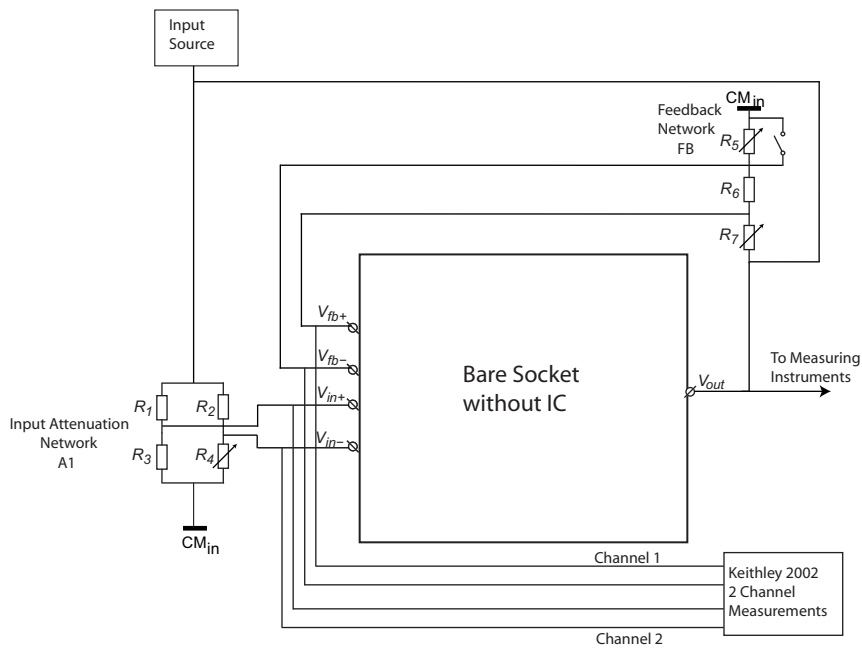 Input
Source
CMin
Feedback
Network
FB
R5
R6
R7
Vfb+
Vfb−
Vin+
Vin−
Bare Socket
without IC
Vout
To Measuring
Instruments
R1
R2
R3
R4
Input Attenuation
Network
A1
CMin
Channel 1
Keithley 2002
2 Channel
Measurements
Channel 2